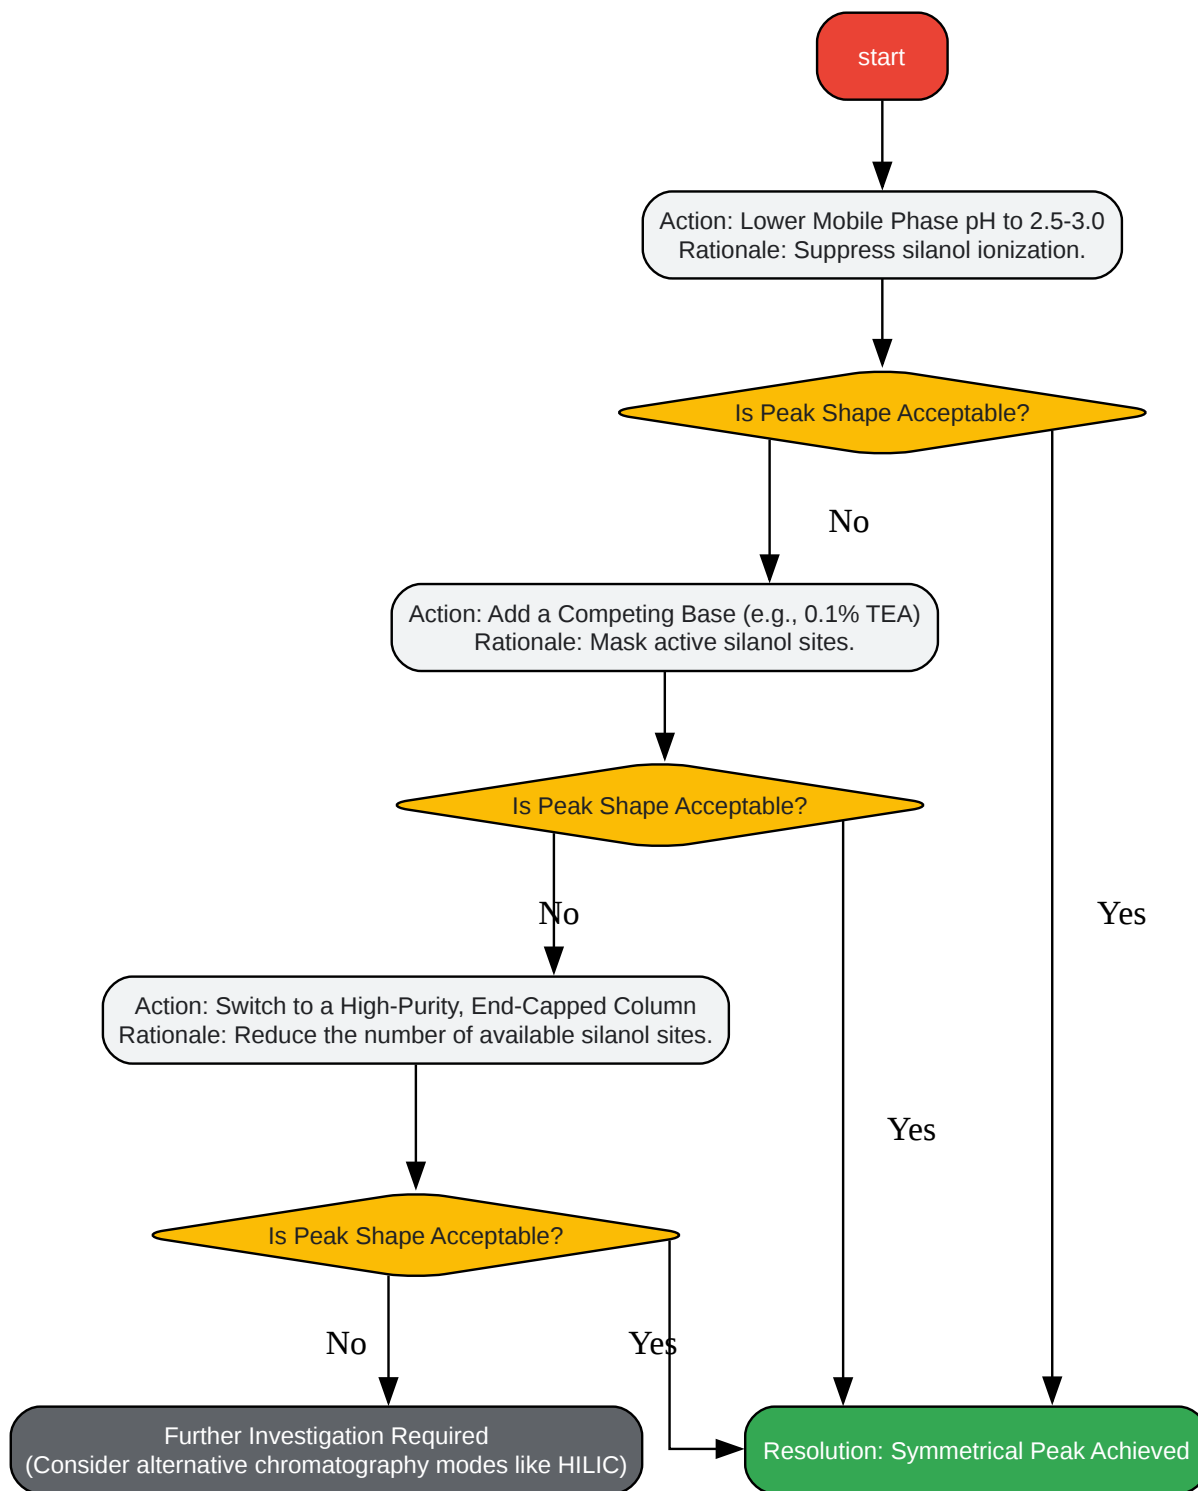 start
Action: Lower Mobile Phase pH to 2.5-3.0
Rationale: Suppress silanol ionization.
Is Peak Shape Acceptable?
No
Action: Add a Competing Base (e.g., 0.1% TEA)
Rationale: Mask active silanol sites.
Is Peak Shape Acceptable?
No
Yes
Action: Switch to a High-Purity, End-Capped Column
Rationale: Reduce the number of available silanol sites.
Yes
Is Peak Shape Acceptable?
No
Yes
Further Investigation Required
(Consider alternative chromatography modes like HILIC)
Resolution: Symmetrical Peak Achieved